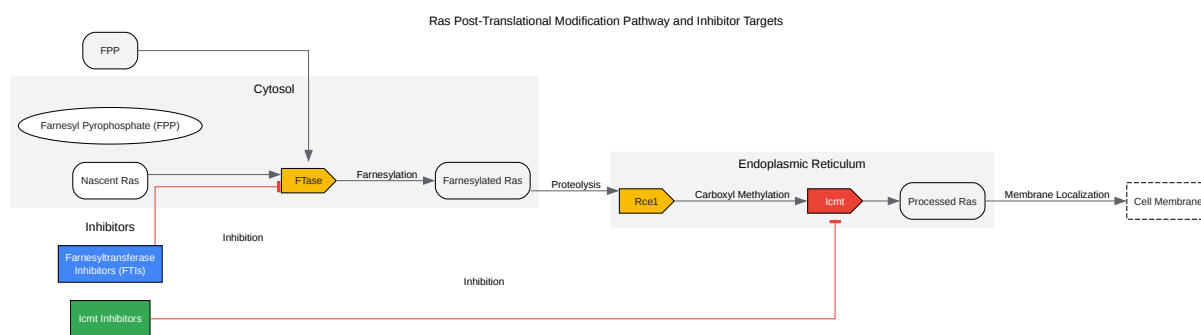 Ras Post-Translational Modification Pathway and Inhibitor Targets
FPP
Cytosol
Farnesyl Pyrophosphate (FPP)
Nascent Ras
FTase
Farnesylation
Farnesylated Ras
Proteolysis
Endoplasmic Reticulum
Rce1
Carboxyl Methylation
Icmt
Processed Ras
Membrane Localization
Cell Membrane
Inhibitors
Farnesyltransferase
Inhibitors (FTIs)
Inhibition
Inhibition
Icmt Inhibitors